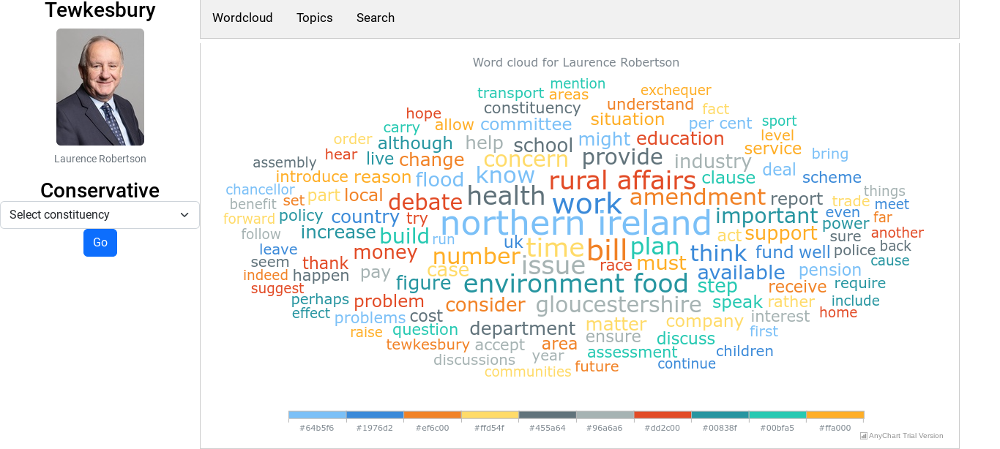 Tewkesbury
Laurence Robertson
Conservative
Select constituency
Go
Wordcloud Topics Search
Word cloud for Laurence Robertson
mention
transport areas exchequer
constituency understand fact
hope situation
carry allow committee per cent sport
order although help school might education level
service
assembly hear live change concern provide industry deal bring
introduce reason flood know rural affairs clause scheme
chancellor
benefit set part local debate health work amendment report trade things meet
forward policy country try northern ireland important even power far
follow increase build run uk time bill plan act support sure another
leave money number issue race must think fund well police back
seem thank case available pension cause
indeed happen pay figure environment food step receive require
suggest
perhaps problem consider gloucestershire speak rather include
effect problems cost department matter company interest home
raise question area ensure discuss first
tewkesbury accept assessment children
discussions year future continue
communities
#64b5f6 #1976d2 #ef6c00 #ffd54f #455a64 #96a6a6 #dd2c00 #00838f #00bfa5 #ffa000
AnyChart Trial Version